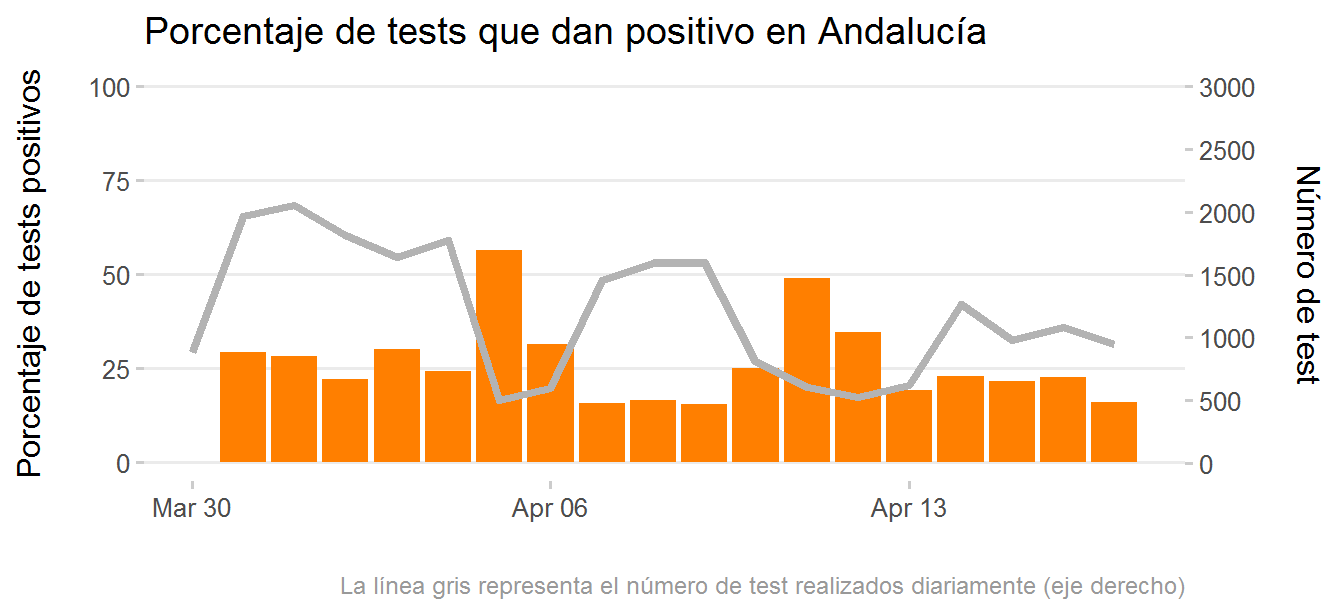 Porcentaje de tests que dan positivo en Andalucía
Porcentaje de tests positivos
100
75
50
25
0
3000
2500
2000
1500
1000
500
0
Número de test
Mar 30
Apr 06
Apr 13
La línea gris representa el número de test realizados diariamente (eje derecho)